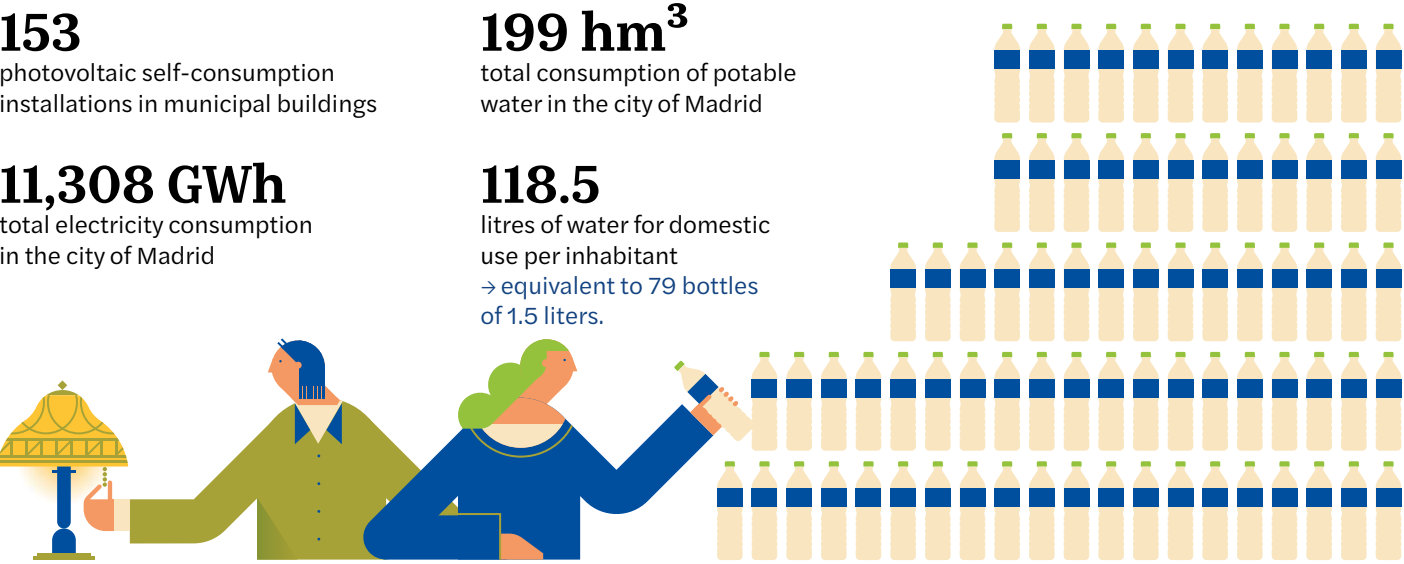 153
photovoltaic self-consumption
installations in municipal buildings
11,308 GWh
total electricity consumption
in the city of Madrid
199 hm³
total consumption of potable
water in the city of Madrid
118.5
litres of water for domestic
use per inhabitant
→ equivalent to 79 bottles
of 1.5 liters.